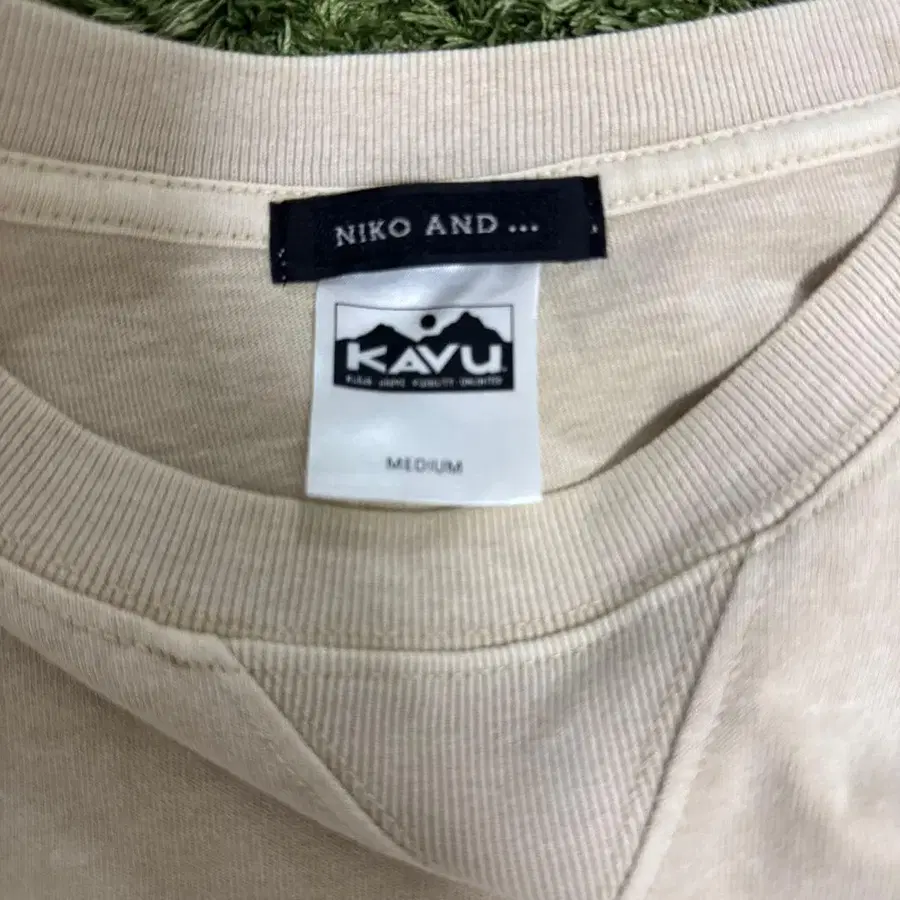 NIKO AND ...
KAVU
MEDIUM